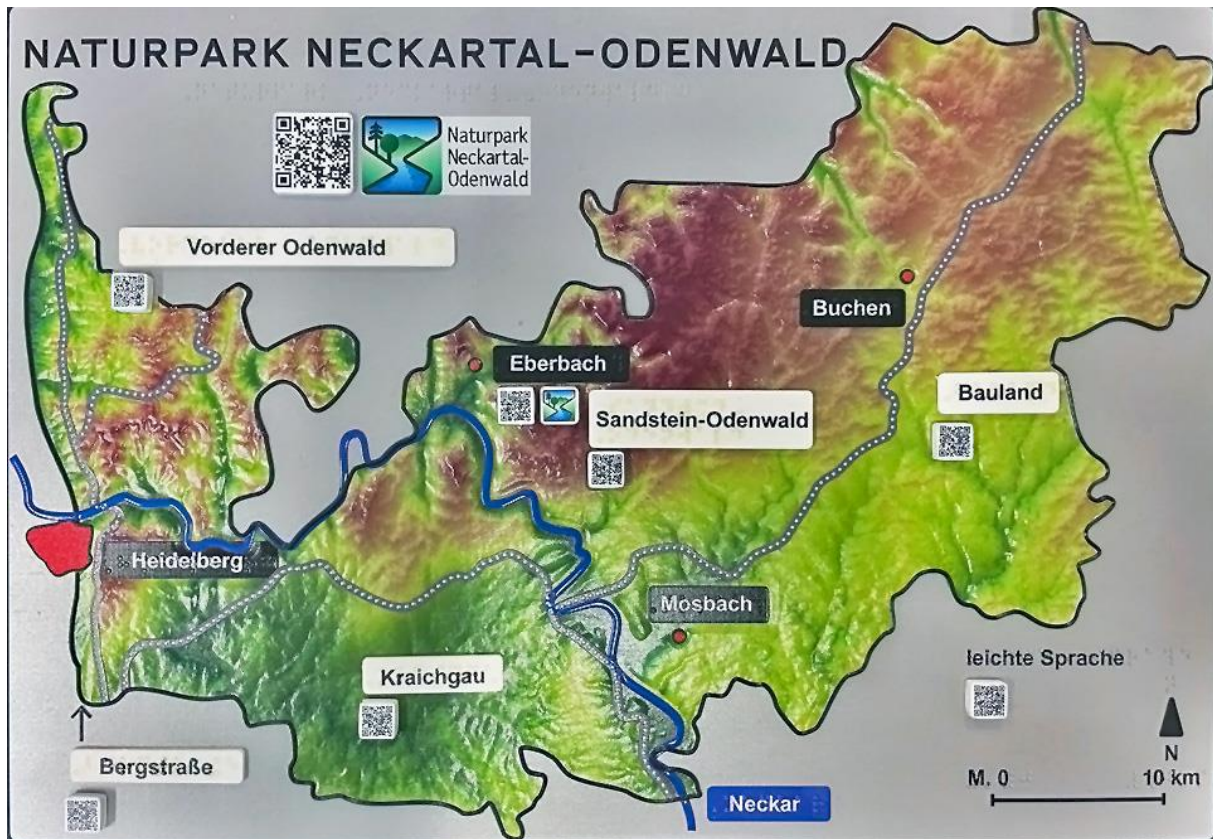 NATURPARK NECKARTAL-ODENWALD
Naturpark
Neckartal-
Odenwald
Vorderer Odenwald
Buchen
Eberbach
Bauland
Sandstein-Odenwald
Heidelberg
Mosbach
leichte Sprache
Kraichgau
Bergstraße
N
M. 0 10 km
Neckar